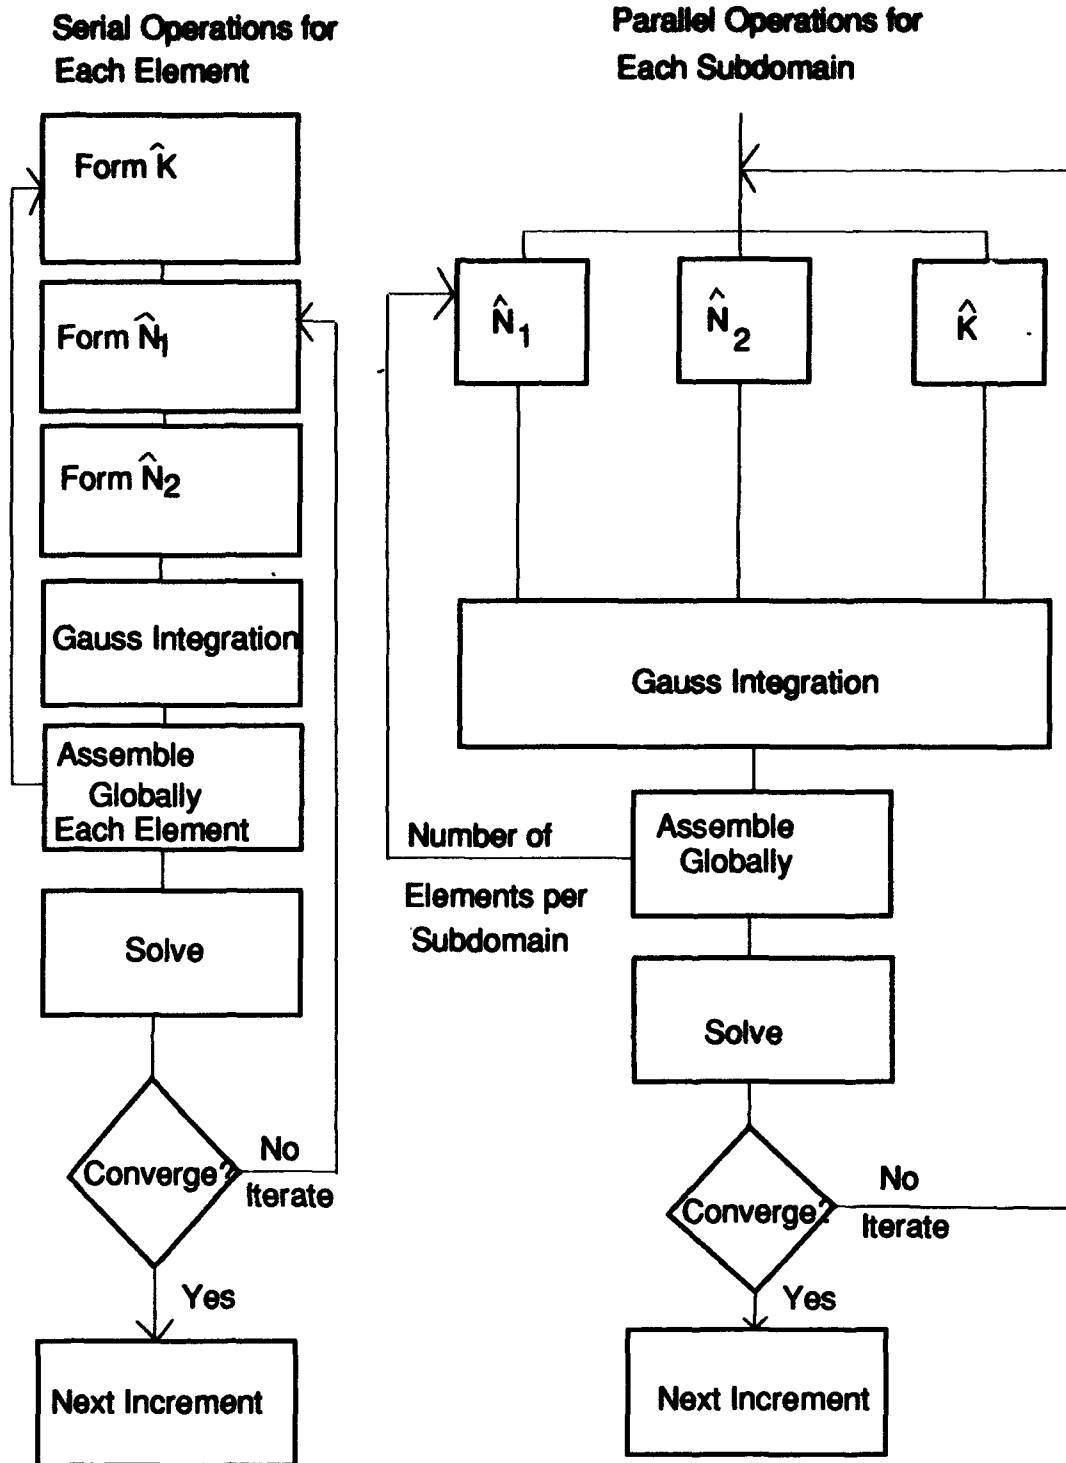 Serial Operations for
Each Element
Form K̂
Form N̂1
Form N̂2
Gauss Integration
Assemble
Globally
Each Element
Solve
Converge?
No
Iterate
Yes
Next Increment
Parallel Operations for
Each Subdomain
N̂1
N̂2
K̂
Gauss Integration
Assemble
Globally
Number of
Elements per
Subdomain
Solve
Converge?
No
Iterate
Yes
Next Increment